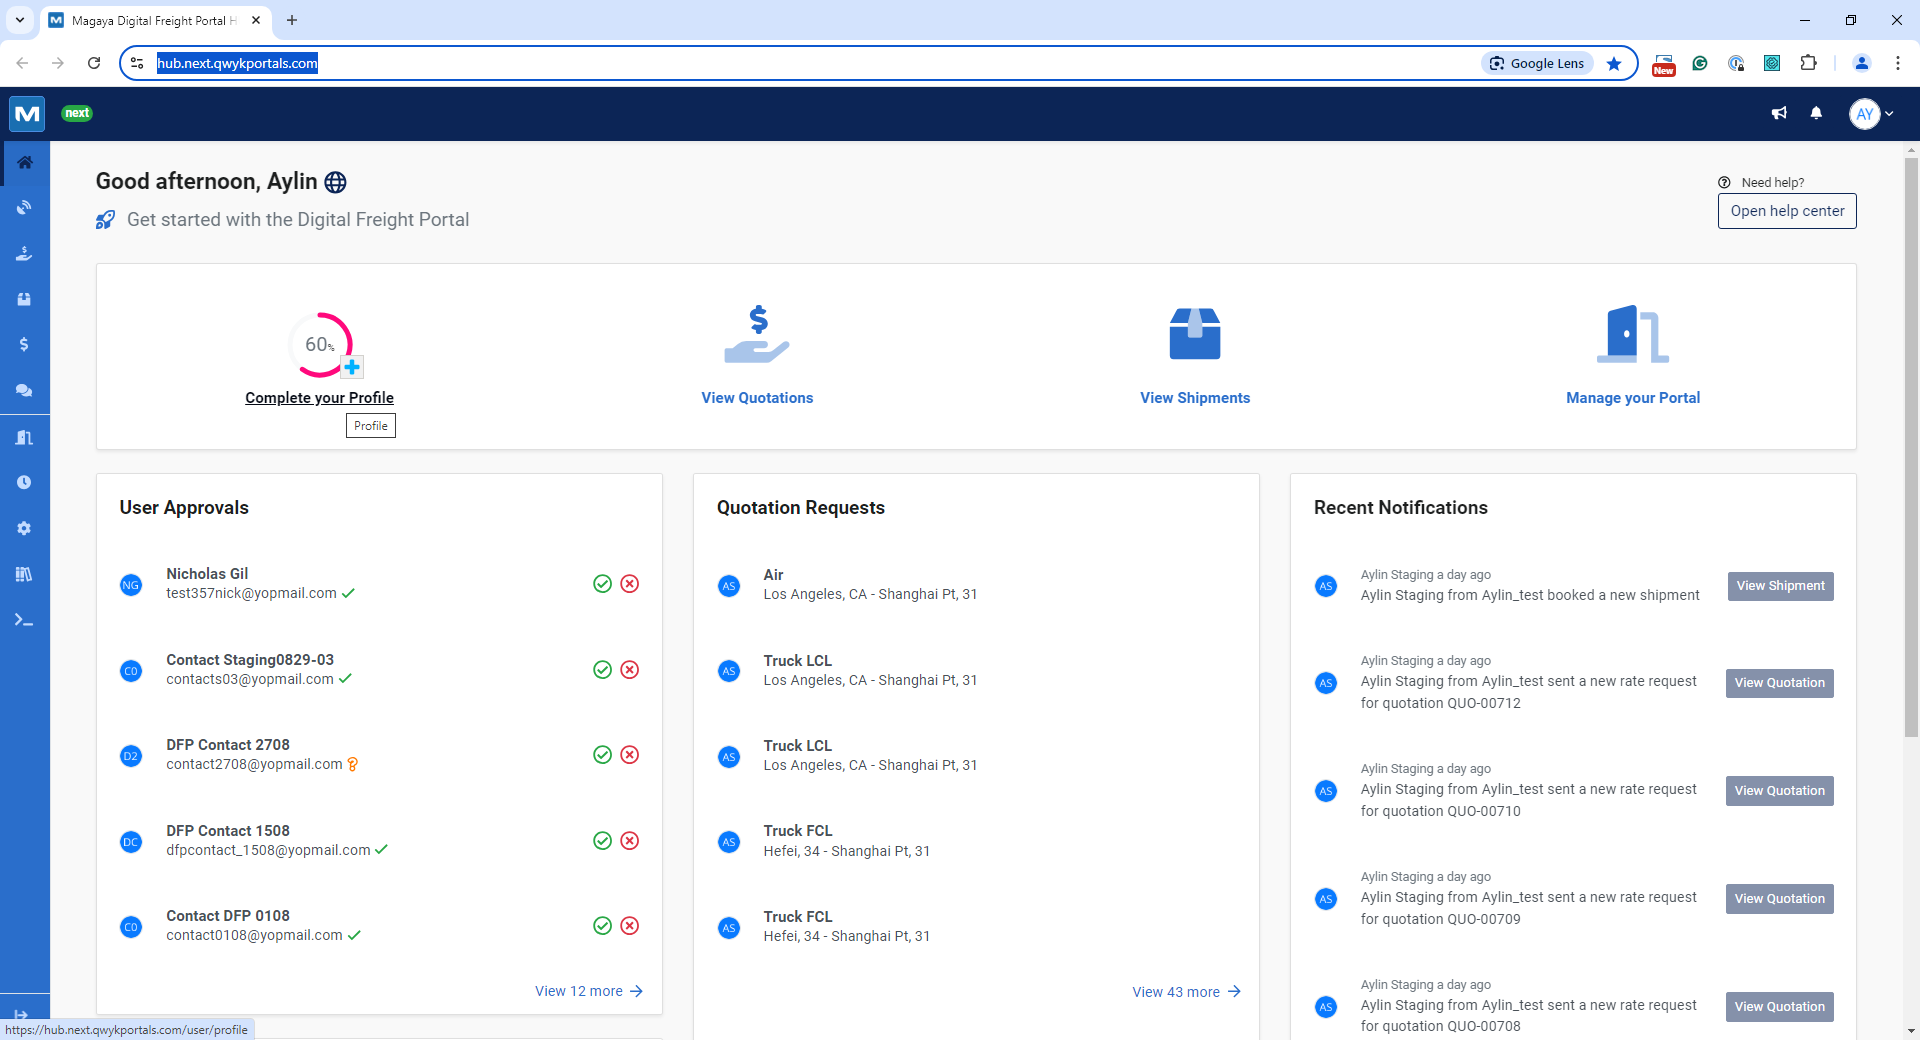 Magaya Digital Freight Portal H
hub.next.qwykportals.com
Google Lens
New
next
AY
Good afternoon, Aylin
Get started with the Digital Freight Portal
Need help?
Open help center
60%
Complete your Profile
View Quotations
View Shipments
Manage your Portal
Profile
User Approvals
NG
Nicholas Gil
test357nick@yopmail.com
C0
Contact Staging0829-03
contacts03@yopmail.com
D2
DFP Contact 2708
contact2708@yopmail.com
DC
DFP Contact 1508
dfpcontact_1508@yopmail.com
C0
Contact DFP 0108
contact0108@yopmail.com
View 12 more
Quotation Requests
AS
Air
Los Angeles, CA - Shanghai Pt, 31
AS
Truck LCL
Los Angeles, CA - Shanghai Pt, 31
AS
Truck LCL
Los Angeles, CA - Shanghai Pt, 31
AS
Truck FCL
Hefei, 34 - Shanghai Pt, 31
AS
Truck FCL
Hefei, 34 - Shanghai Pt, 31
View 43 more
Recent Notifications
AS
Aylin Staging a day ago
Aylin Staging from Aylin_test booked a new shipment
View Shipment
AS
Aylin Staging a day ago
Aylin Staging from Aylin_test sent a new rate request
for quotation QUO-00712
View Quotation
AS
Aylin Staging a day ago
Aylin Staging from Aylin_test sent a new rate request
for quotation QUO-00710
View Quotation
AS
Aylin Staging a day ago
Aylin Staging from Aylin_test sent a new rate request
for quotation QUO-00709
View Quotation
AS
Aylin Staging a day ago
Aylin Staging from Aylin_test sent a new rate request
for quotation QUO-00708
View Quotation
https://hub.next.qwykportals.com/user/profile